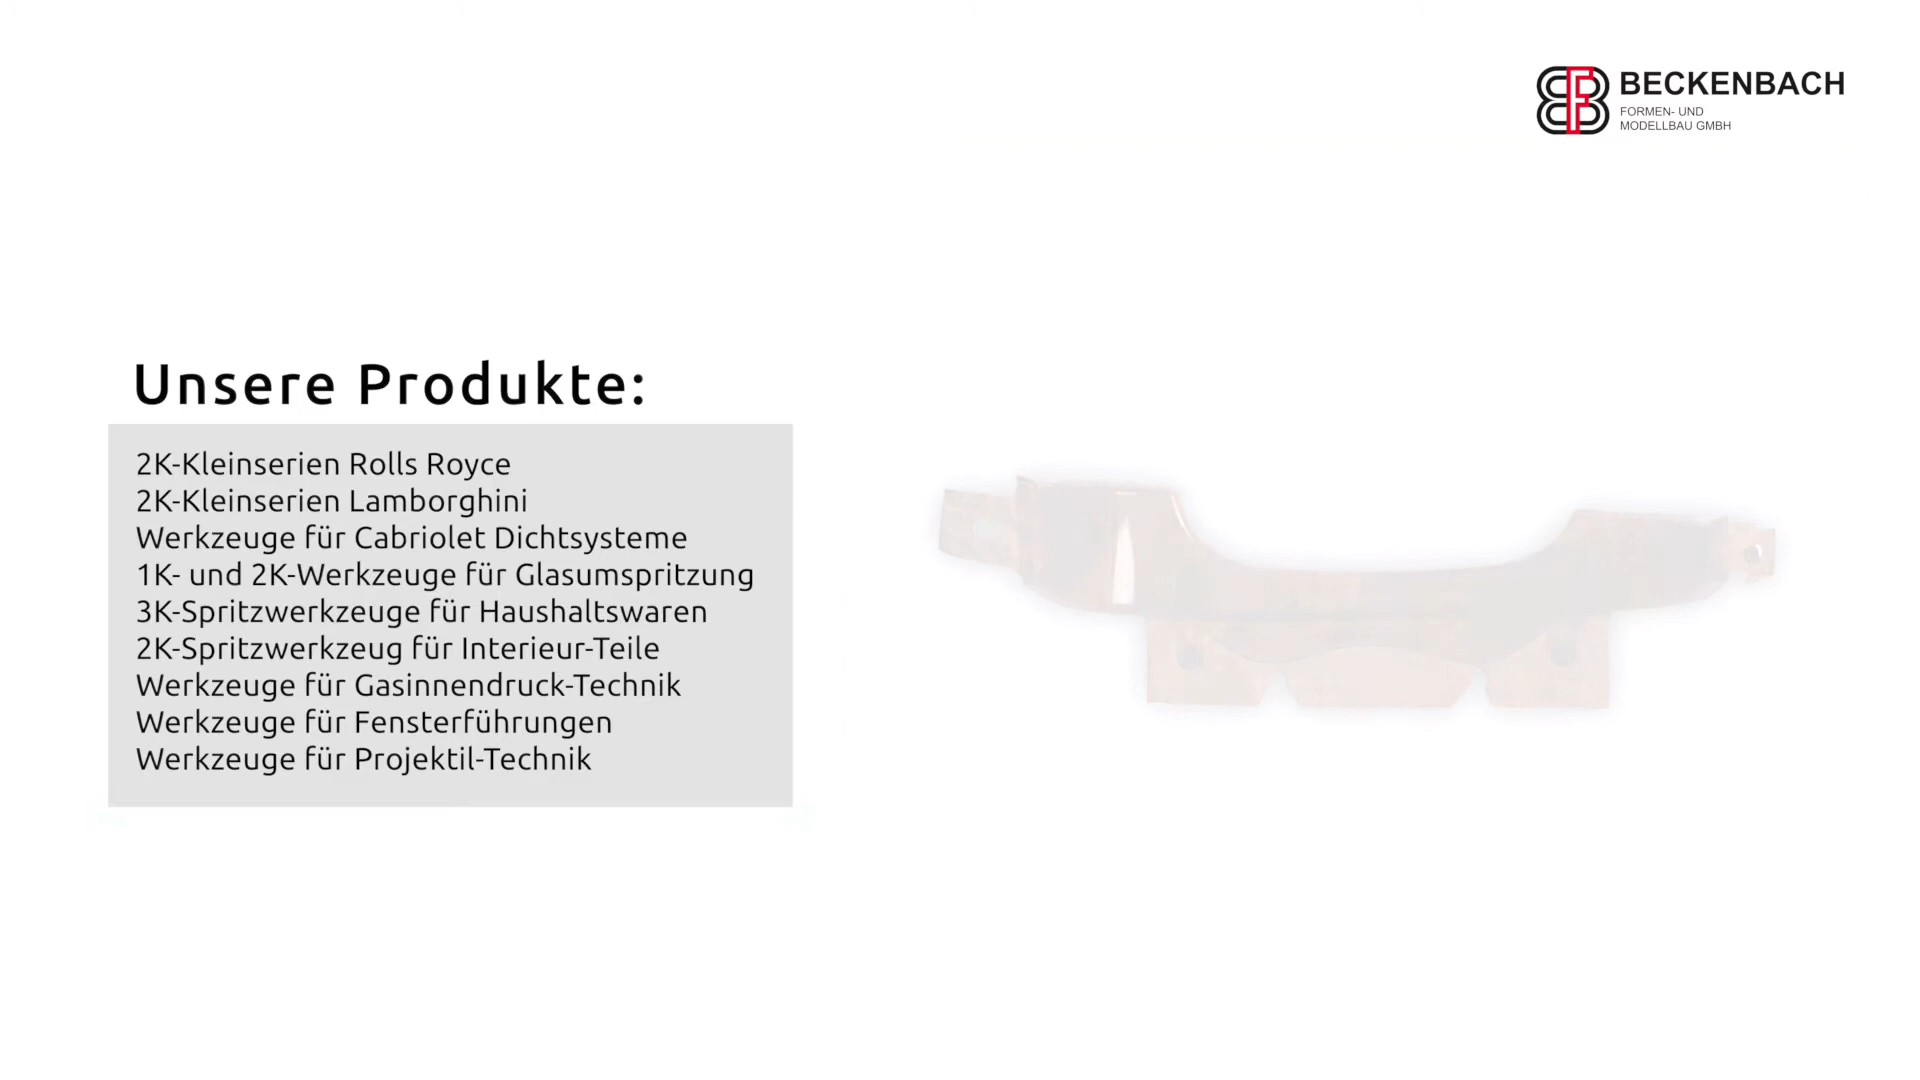 BECKENBACH
FORMEN- UND
MODELLBAU GMBH
Unsere Produkte:
2K-Kleinserien Rolls Royce
2K-Kleinserien Lamborghini
Werkzeuge für Cabriolet Dichtsysteme
1K- und 2K-Werkzeuge für Glasumspritzung
3K-Spritzwerkzeuge für Haushaltswaren
2K-Spritzwerkzeug für Interieur-Teile
Werkzeuge für Gasinnendruck-Technik
Werkzeuge für Fensterführungen
Werkzeuge für Projektil-Technik